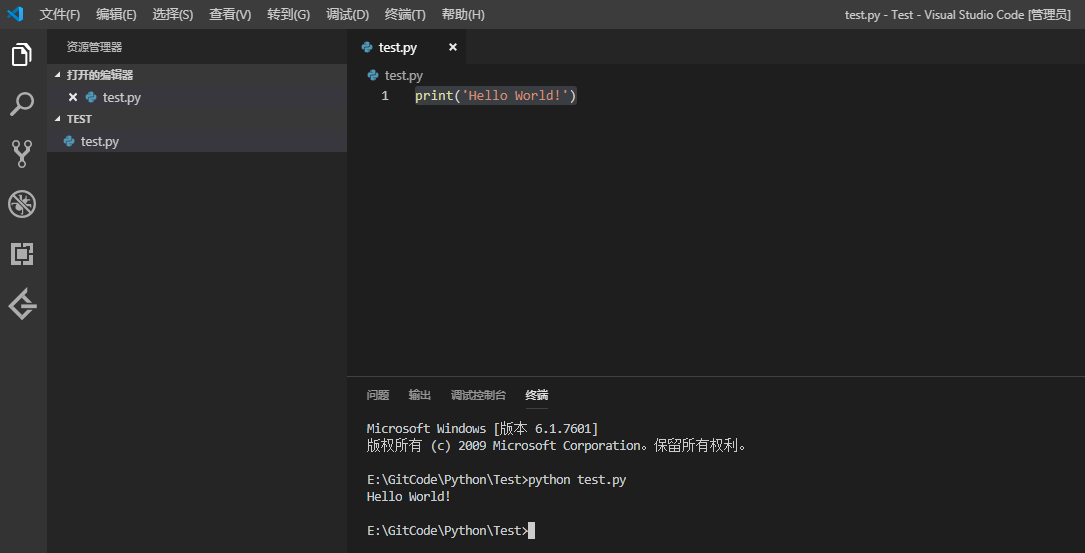 文件(F) 编辑(E) 选择(S) 查看(V) 转到(G) 调试(D) 终端(T) 帮助(H) test.py - Test - Visual Studio Code [管理员]
资源管理器
打开的编辑器
test.py
TEST
test.py
test.py
test.py
1 print('Hello World!')
问题 输出 调试控制台 终端
Microsoft Windows [版本 6.1.7601]
版权所有 (c) 2009 Microsoft Corporation。保留所有权利。
E:\GitCode\Python\Test>python test.py
Hello World!
E:\GitCode\Python\Test>